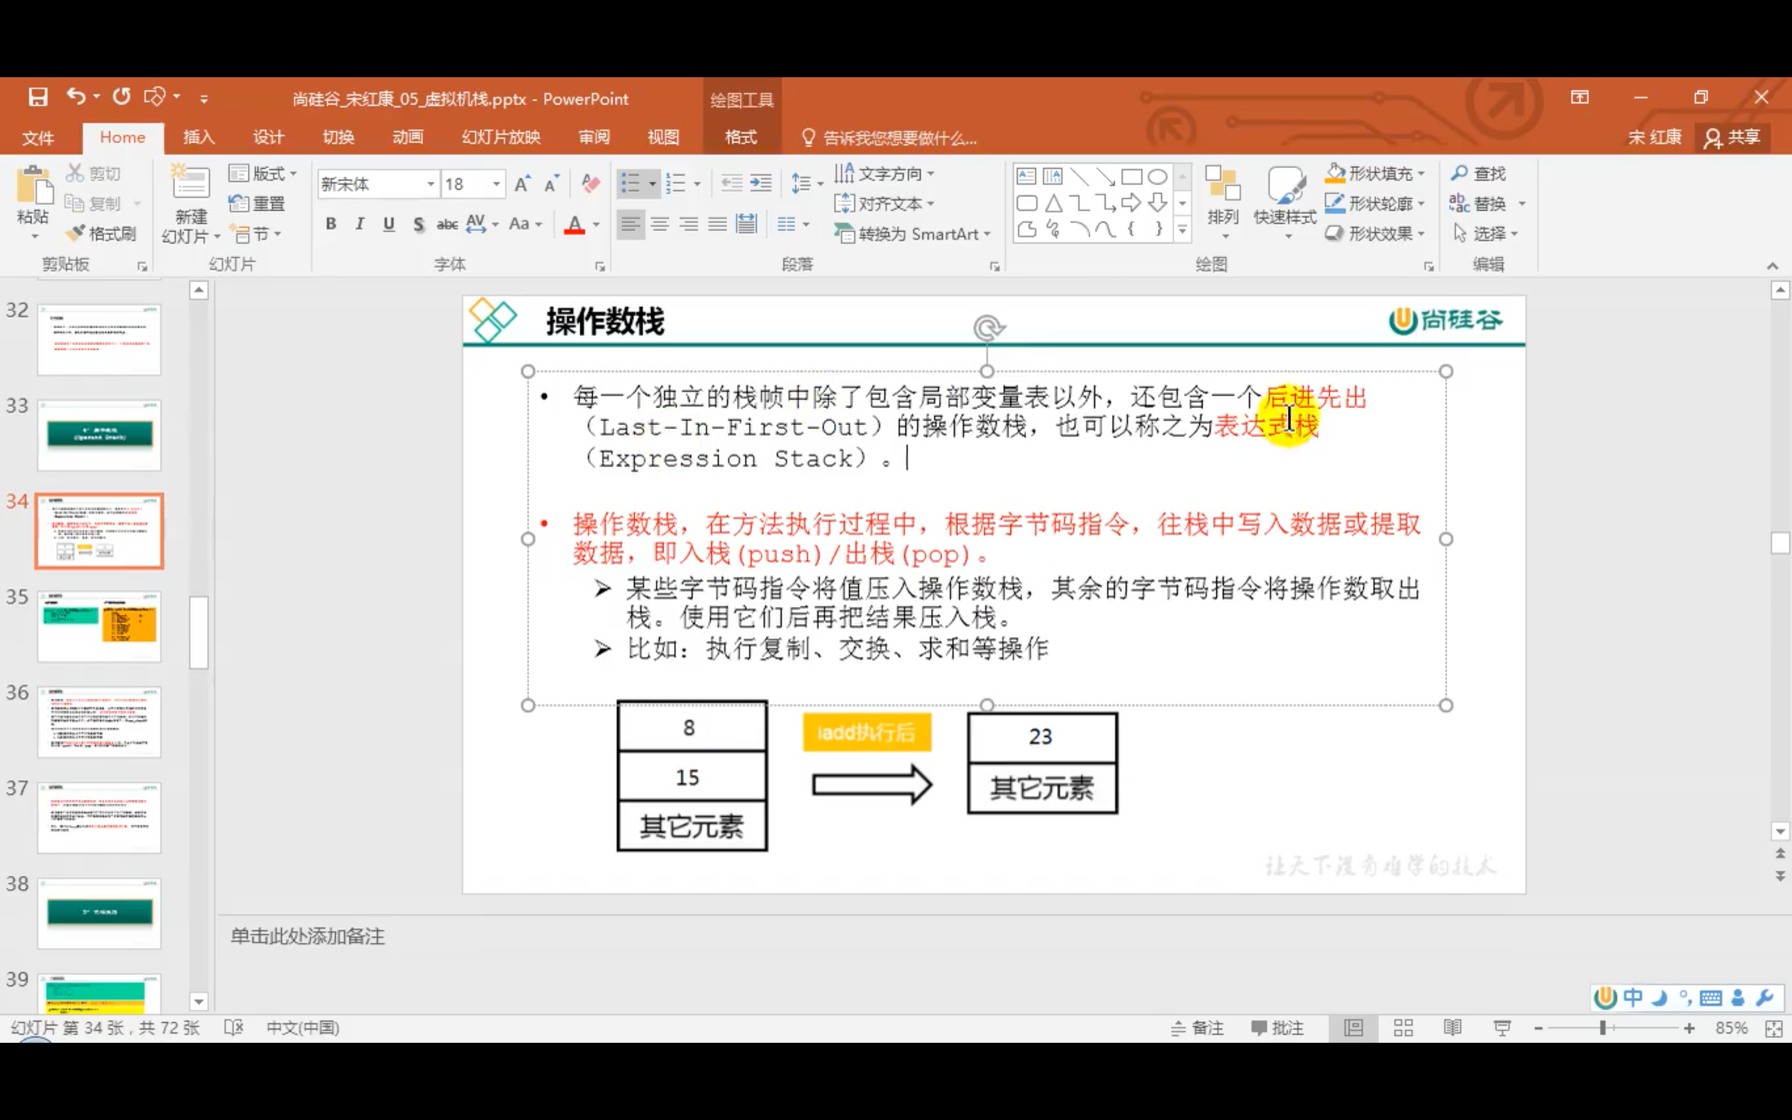 尚硅谷_宋红康_05_虚拟机栈.pptx - PowerPoint
绘图工具
文件 Home 插入 设计 切换 动画 幻灯片放映 审阅 视图 格式 告诉我您想要做什么... 宋 红康 共享
粘贴
剪切
复制
格式刷
剪贴板
新建
幻灯片
版式
重置
节
幻灯片
新宋体 18
B I U S abc AV Aa A
字体
文字方向
对齐文本
转换为 SmartArt
段落
排列
快速样式
形状填充
形状轮廓
形状效果
绘图
查找
替换
选择
编辑
32
33
34
35
36
37
38
39
操作数栈
尚硅谷
• 每一个独立的栈帧中除了包含局部变量表以外，还包含一个后进先出
（Last-In-First-Out）的操作数栈，也可以称之为表达式栈
（Expression Stack）。
• 操作数栈，在方法执行过程中，根据字节码指令，往栈中写入数据或提取
数据，即入栈(push)/出栈(pop)。
➢ 某些字节码指令将值压入操作数栈，其余的字节码指令将操作数取出
栈。使用它们后再把结果压入栈。
➢ 比如：执行复制、交换、求和等操作
8
15
其它元素
iadd执行后
23
其它元素
让天下没有难学的技术
单击此处添加备注
中
幻灯片 第 34 张，共 72 张 中文(中国) 备注 批注 85%